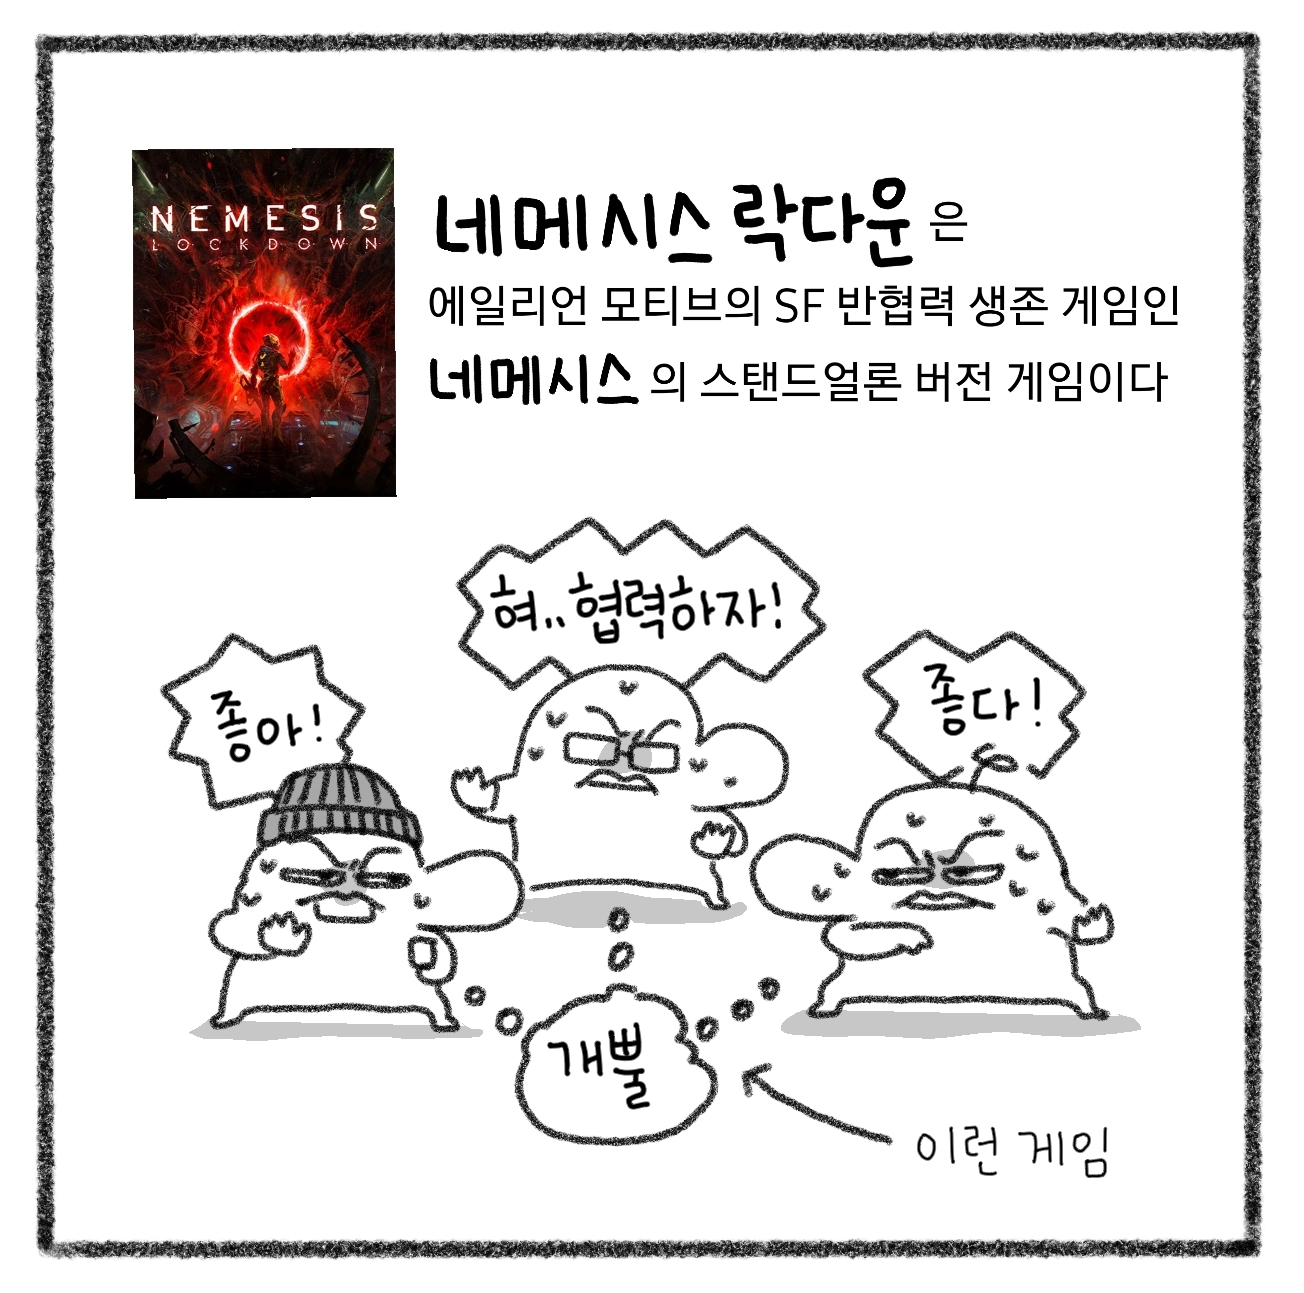 NEMESIS
LOCKDOWN
네메시스 락다운 은
에일리언 모티브의 SF 반협력 생존 게임인
네메시스 의 스탠드얼론 버전 게임이다
혀..협력하자!
좋아!
좋다!
개뿔
이런 게임